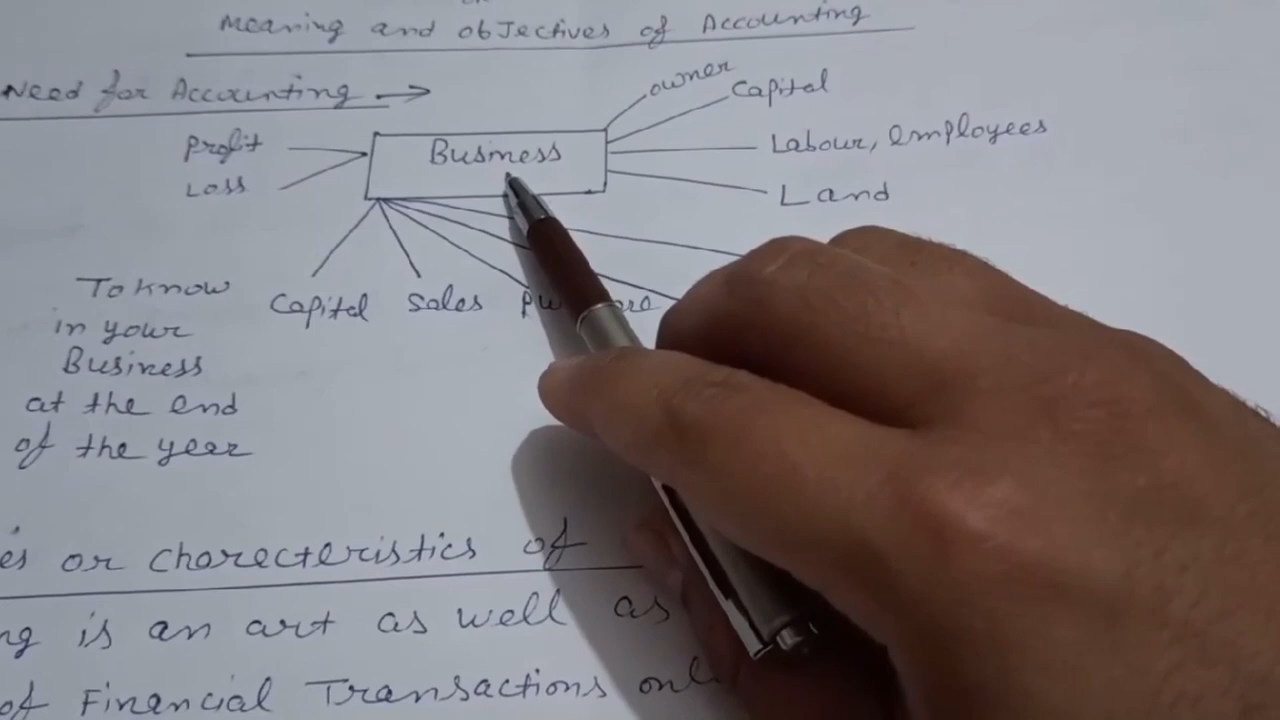 Meaning and objectives of Accounting
Need for Accounting →
owner
Capital
Profit
Business
Labour, employees
Loss
Land
To know
in your
Business
at the end
of the year
Capital Sales
or Charecteristics of
is an art as well as
of Financial Transactions